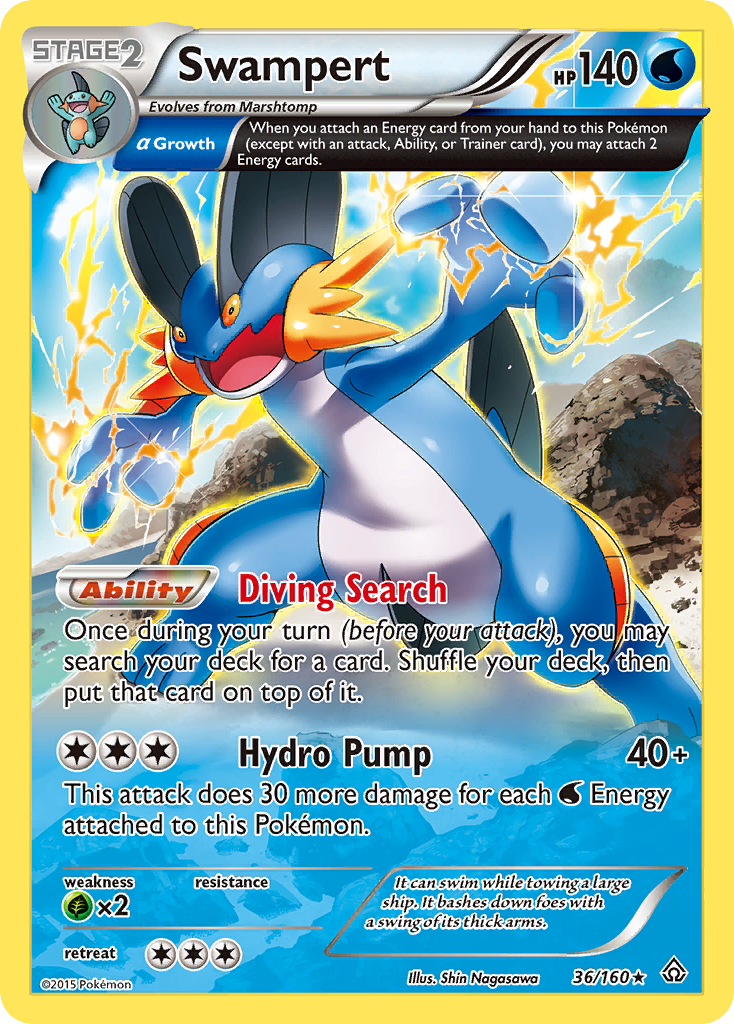 STAGE2
Swampert
HP140
Evolves from Marshtomp
α Growth
When you attach an Energy card from your hand to this Pokémon
(except with an attack, Ability, or Trainer card), you may attach 2
Energy cards.
Ability Diving Search
Once during your turn (before your attack), you may
search your deck for a card. Shuffle your deck, then
put that card on top of it.
Hydro Pump 40+
This attack does 30 more damage for each Energy
attached to this Pokémon.
weakness resistance
×2
retreat
It can swim while towing a large
ship. It bashes down foes with
a swing of its thick arms.
©2015 Pokémon
Illus. Shin Nagasawa
36/160★